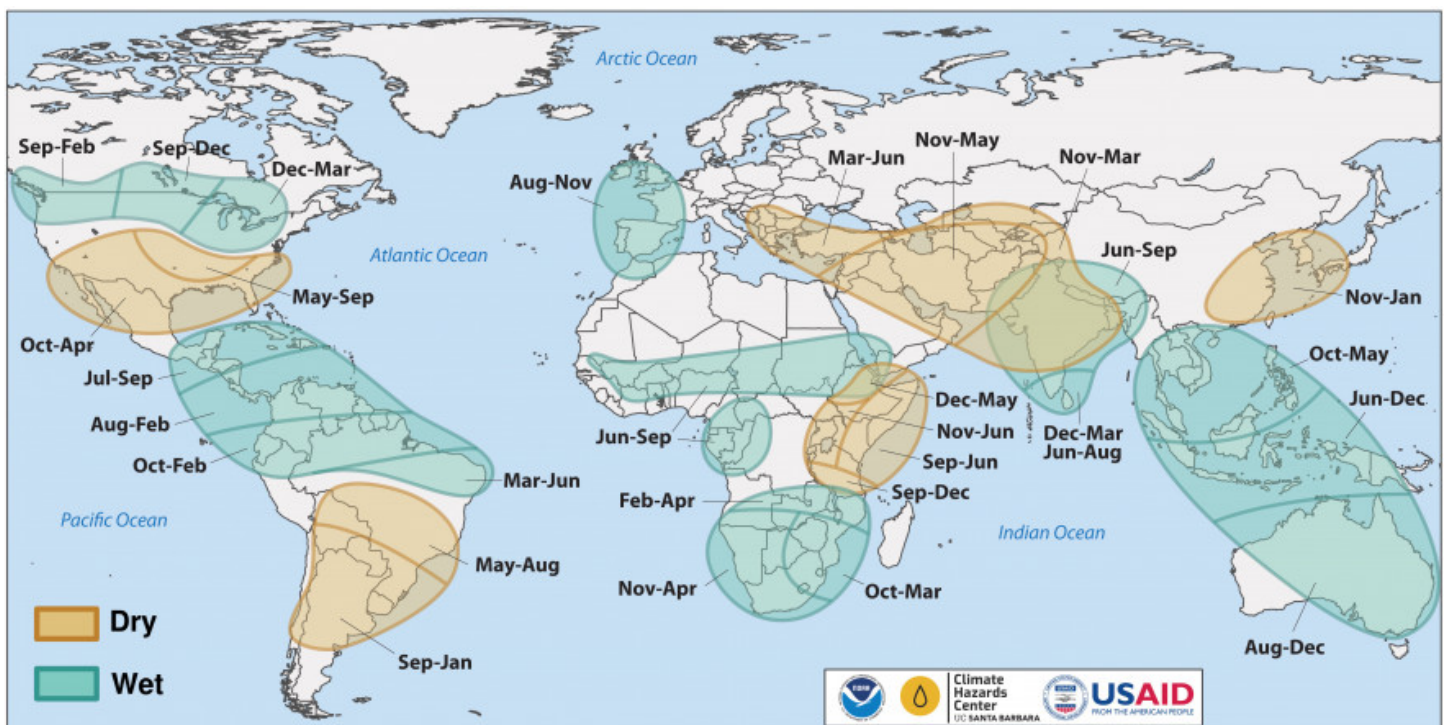 Arctic Ocean
Sep-Feb
Sep-Dec
Dec-Mar
Aug-Nov
Mar-Jun
Nov-May
Nov-Mar
Jun-Sep
Atlantic Ocean
May-Sep
Nov-Jan
Oct-Apr
Jul-Sep
Oct-May
Aug-Feb
Jun-Sep
Dec-May
Jun-Dec
Nov-Jun
Dec-Mar
Jun-Aug
Oct-Feb
Sep-Jun
Mar-Jun
Sep-Dec
Feb-Apr
Pacific Ocean
Indian Ocean
May-Aug
Nov-Apr
Oct-Mar
Dry
Sep-Jan
Aug-Dec
Wet
Climate
Hazards
Center
UC SANTA BARBARA
USAID
FROM THE AMERICAN PEOPLE